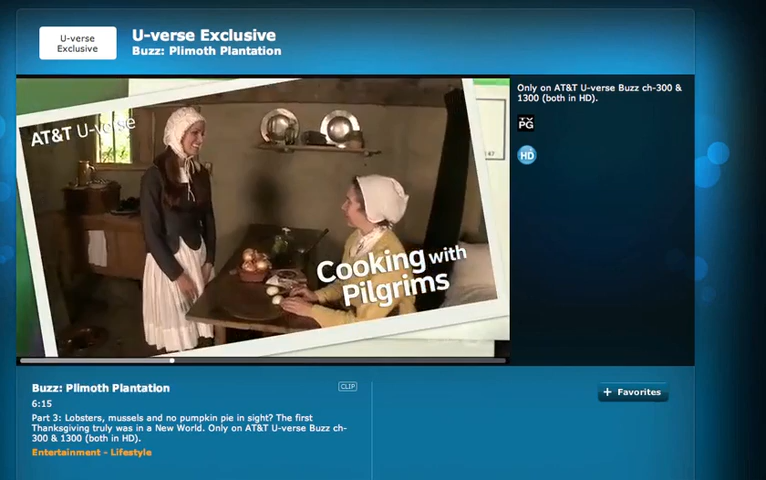 U-verse
Exclusive
U-verse Exclusive
Buzz: Plimoth Plantation
AT&T U-verse
Cooking with
Pilgrims
Only on AT&T U-verse Buzz ch-300 &
1300 (both in HD).
TV
PG
HD
Buzz: Plimoth Plantation
CLIP
6:15
Part 3: Lobsters, mussels and no pumpkin pie in sight? The first
Thanksgiving truly was in a New World. Only on AT&T U-verse Buzz ch-
300 & 1300 (both in HD).
Entertainment - Lifestyle
+ Favorites